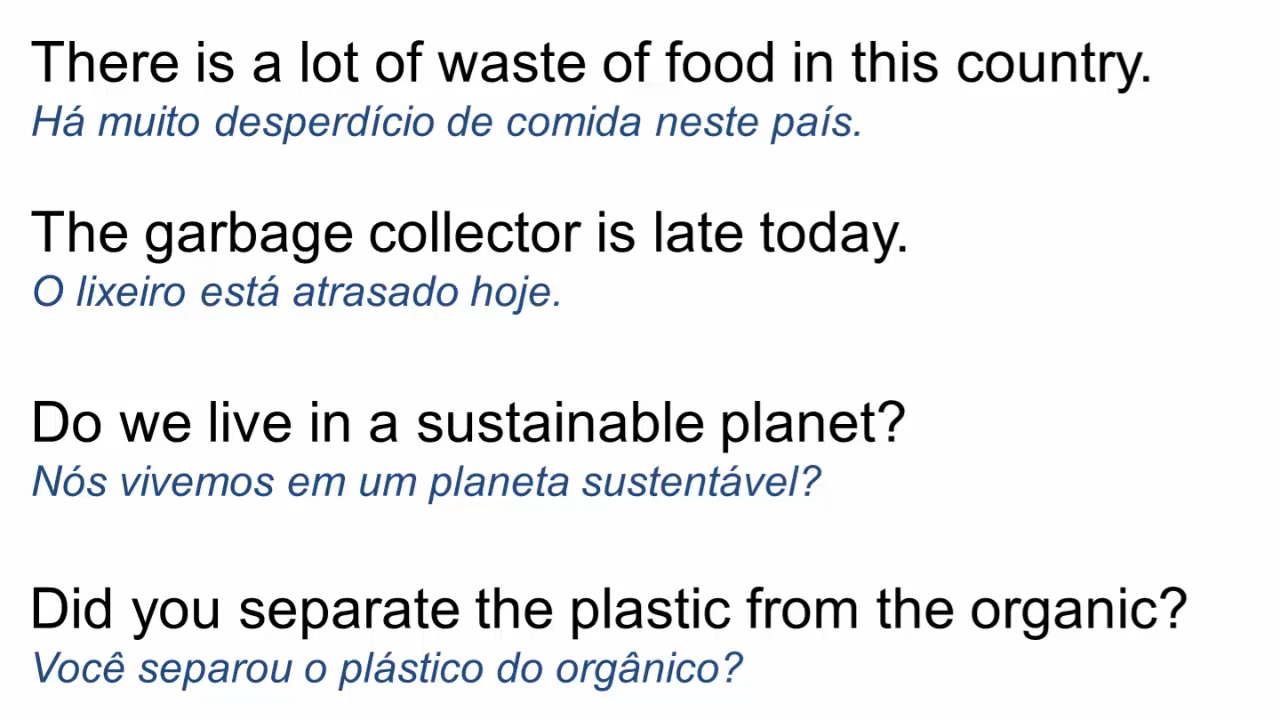 There is a lot of waste of food in this country.
Há muito desperdício de comida neste país.
The garbage collector is late today.
O lixeiro está atrasado hoje.
Do we live in a sustainable planet?
Nós vivemos em um planeta sustentável?
Did you separate the plastic from the organic?
Você separou o plástico do orgânico?